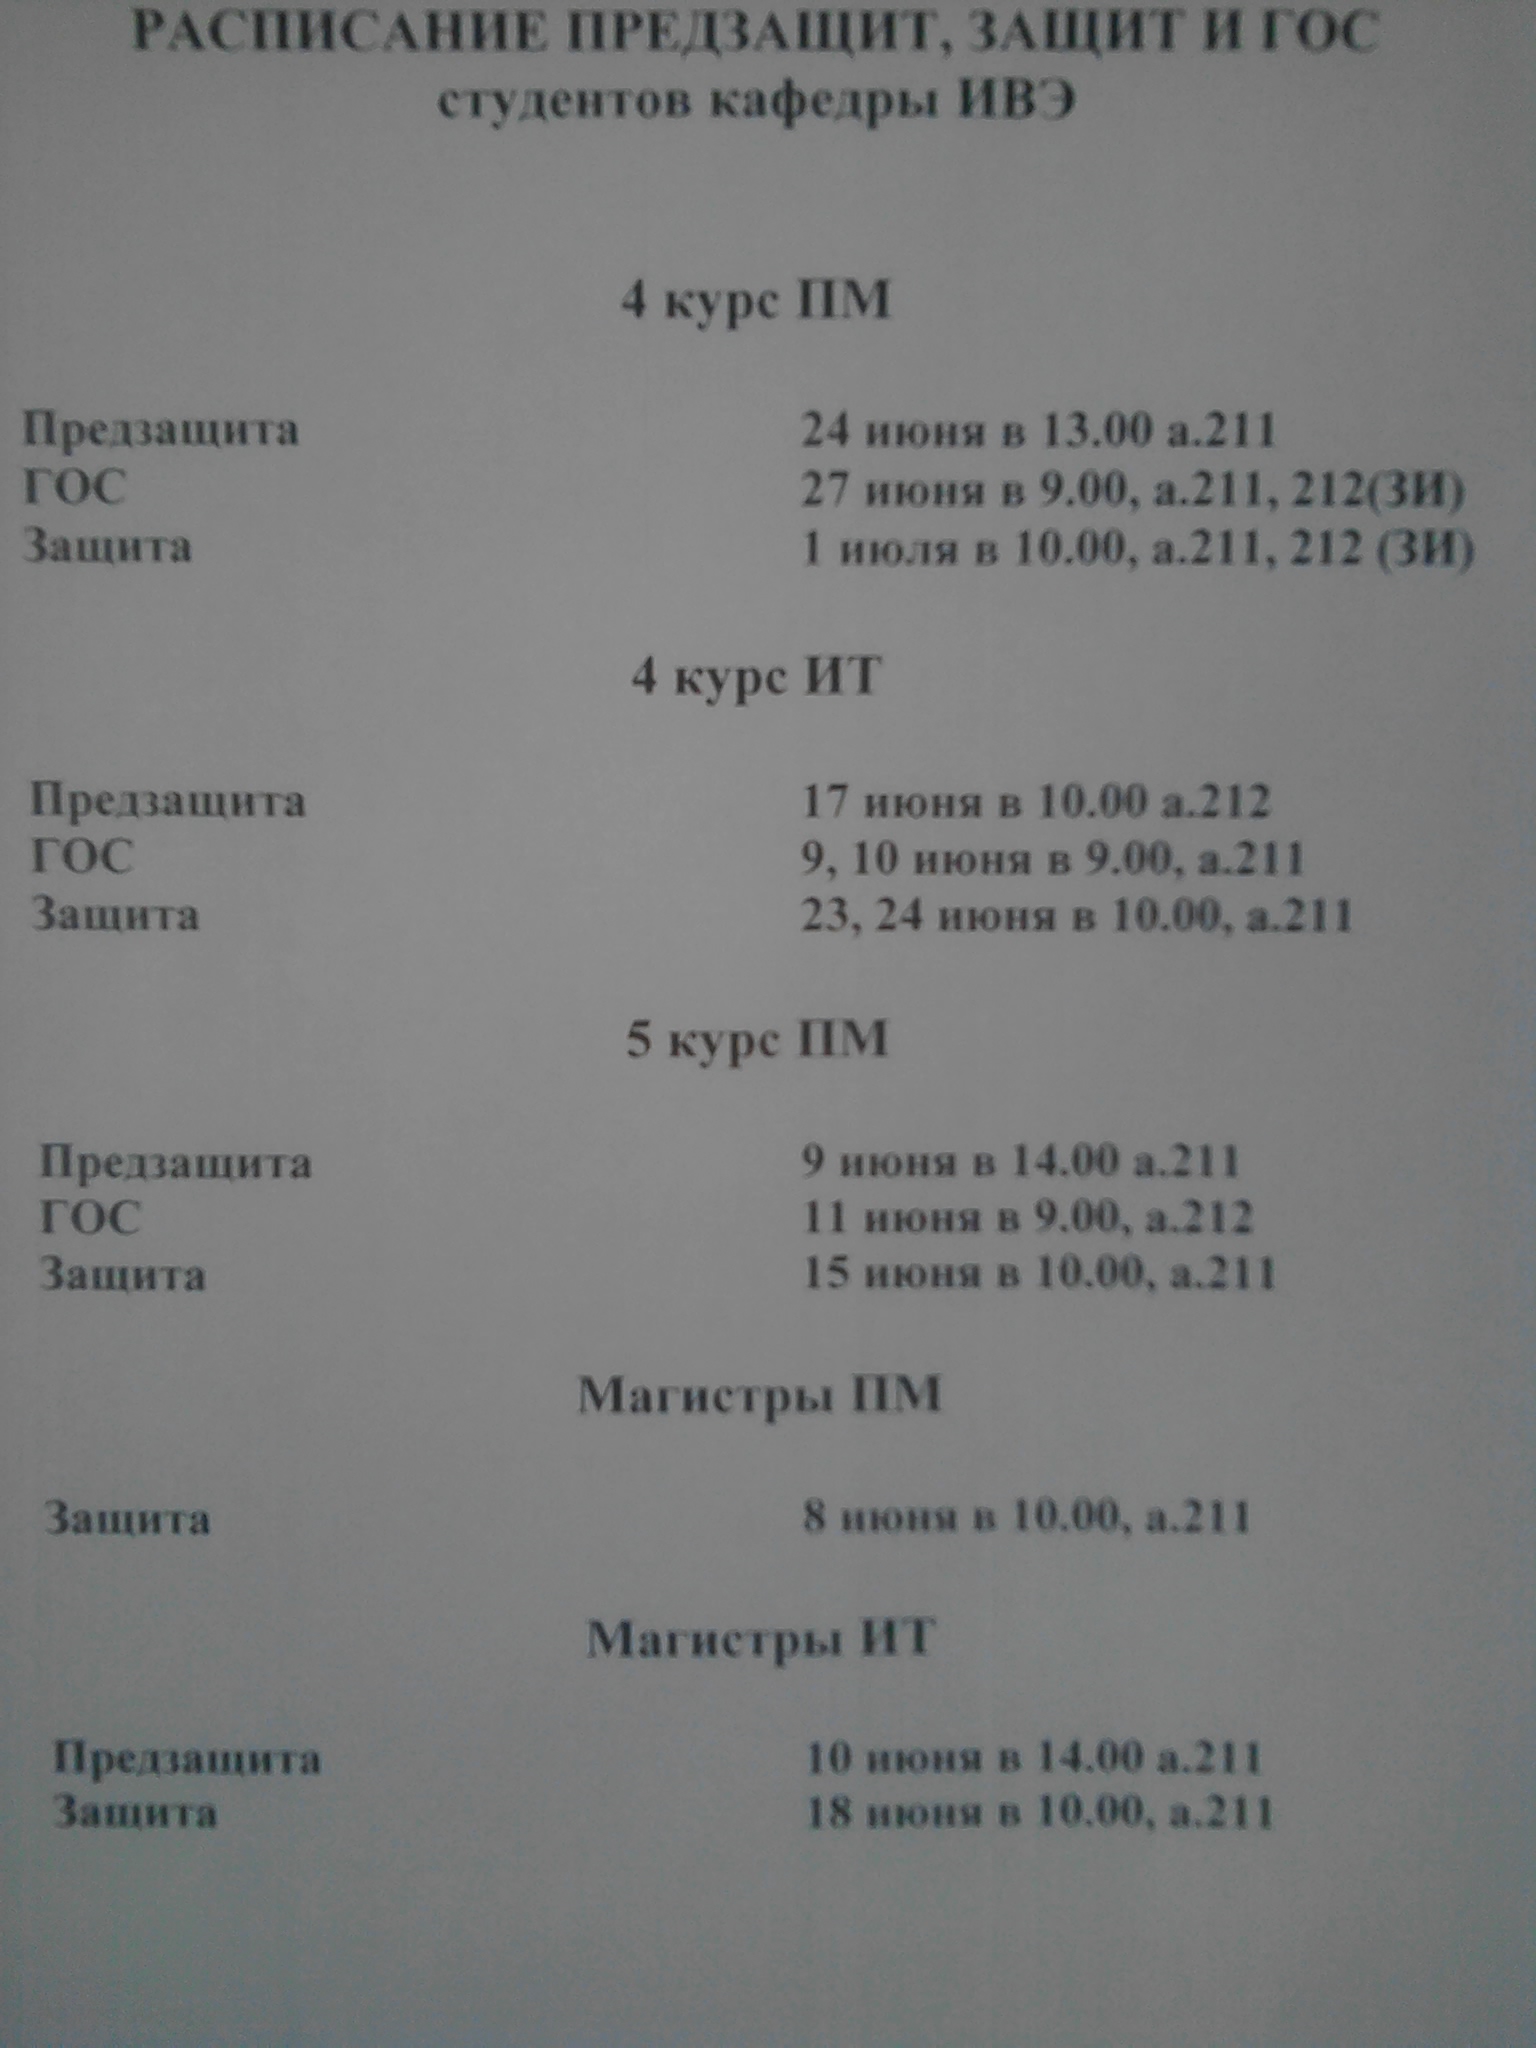 РАСПИСАНИЕ ПРЕДЗАЩИТ, ЗАЩИТ И ГОС
студентов кафедры ИВЭ
4 курс ПМ
Предзащита 24 июня в 13.00 а.211
ГОС 27 июня в 9.00, а.211, 212(ЗИ)
Защита 1 июля в 10.00, а.211, 212 (ЗИ)
4 курс ИТ
Предзащита 17 июня в 10.00 а.212
ГОС 9, 10 июня в 9.00, а.211
Защита 23, 24 июня в 10.00, а.211
5 курс ПМ
Предзащита 9 июня в 14.00 а.211
ГОС 11 июня в 9.00, а.212
Защита 15 июня в 10.00, а.211
Магистры ПМ
Защита 8 июня в 10.00, а.211
Магистры ИТ
Предзащита 10 июня в 14.00 а.211
Защита 18 июня в 10.00, а.211